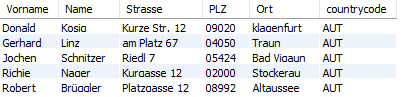 Vorname Name Strasse PLZ Ort countrycode
Donald Kosig Kurze Str. 12 09020 klagenfurt AUT
Gerhard Linz am Platz 67 04050 Traun AUT
Jochen Schnitzer Riedl 7 05424 Bad Vigaun AUT
Richie Nager Kurgasse 12 02000 Stockerau AUT
Robert Brüggler Platzgasse 12 08992 Altaussee AUT